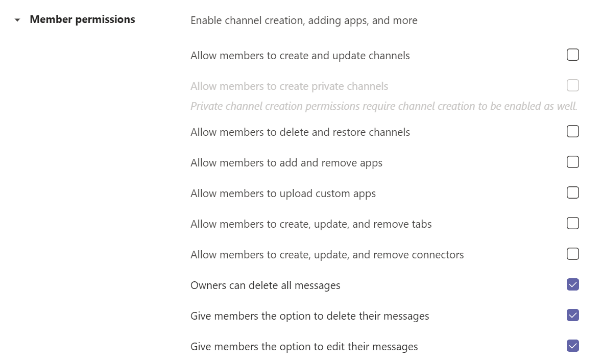 Member permissions
Enable channel creation, adding apps, and more
Allow members to create and update channels
Allow members to create private channels
Private channel creation permissions require channel creation to be enabled as well.
Allow members to delete and restore channels
Allow members to add and remove apps
Allow members to upload custom apps
Allow members to create, update, and remove tabs
Allow members to create, update, and remove connectors
Owners can delete all messages
Give members the option to delete their messages
Give members the option to edit their messages